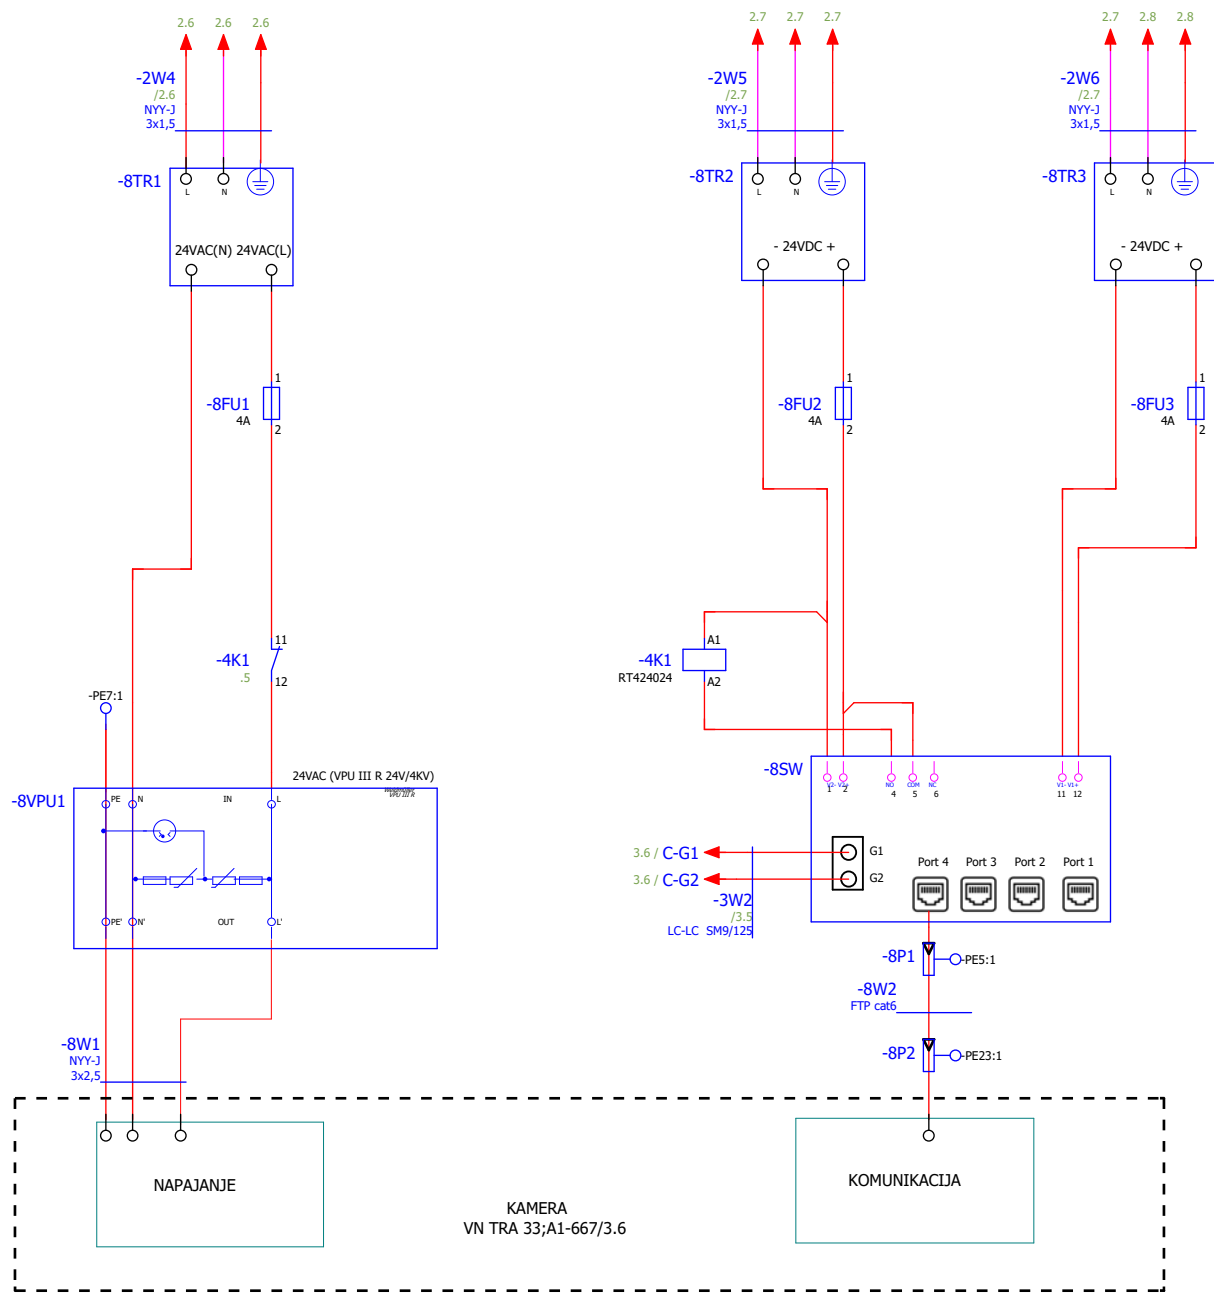 2.6 2.6 2.6
2.7 2.7 2.7
2.7 2.8 2.8
-2W4
/2.6
NYY-J
3x1,5
-2W5
/2.7
NYY-J
3x1,5
-2W6
/2.7
NYY-J
3x1,5
-8TR1
L N
24VAC(N) 24VAC(L)
-8TR2
L N
- 24VDC +
-8TR3
L N
- 24VDC +
1
-8FU1
4A
2
1
-8FU2
4A
2
1
-8FU3
4A
2
11
-4K1
.5
12
A1
-4K1
RT424024
A2
-PE7:1
24VAC (VPU III R 24V/4KV)
-8VPU1
PE N IN L
VPU III R
PE' N' OUT L'
-8SW
V2- V2+ NO COM NC V1- V1+
1 2 4 5 6 11 12
3.6 / C-G1
G1
3.6 / C-G2
G2
Port 4 Port 3 Port 2 Port 1
-3W2
/3.5
LC-LC SM9/125
-8P1
-PE5:1
-8W2
FTP cat6
-8P2
-PE23:1
-8W1
NYY-J
3x2,5
NAPAJANJE
KOMUNIKACIJA
KAMERA
VN TRA 33;A1-667/3.6